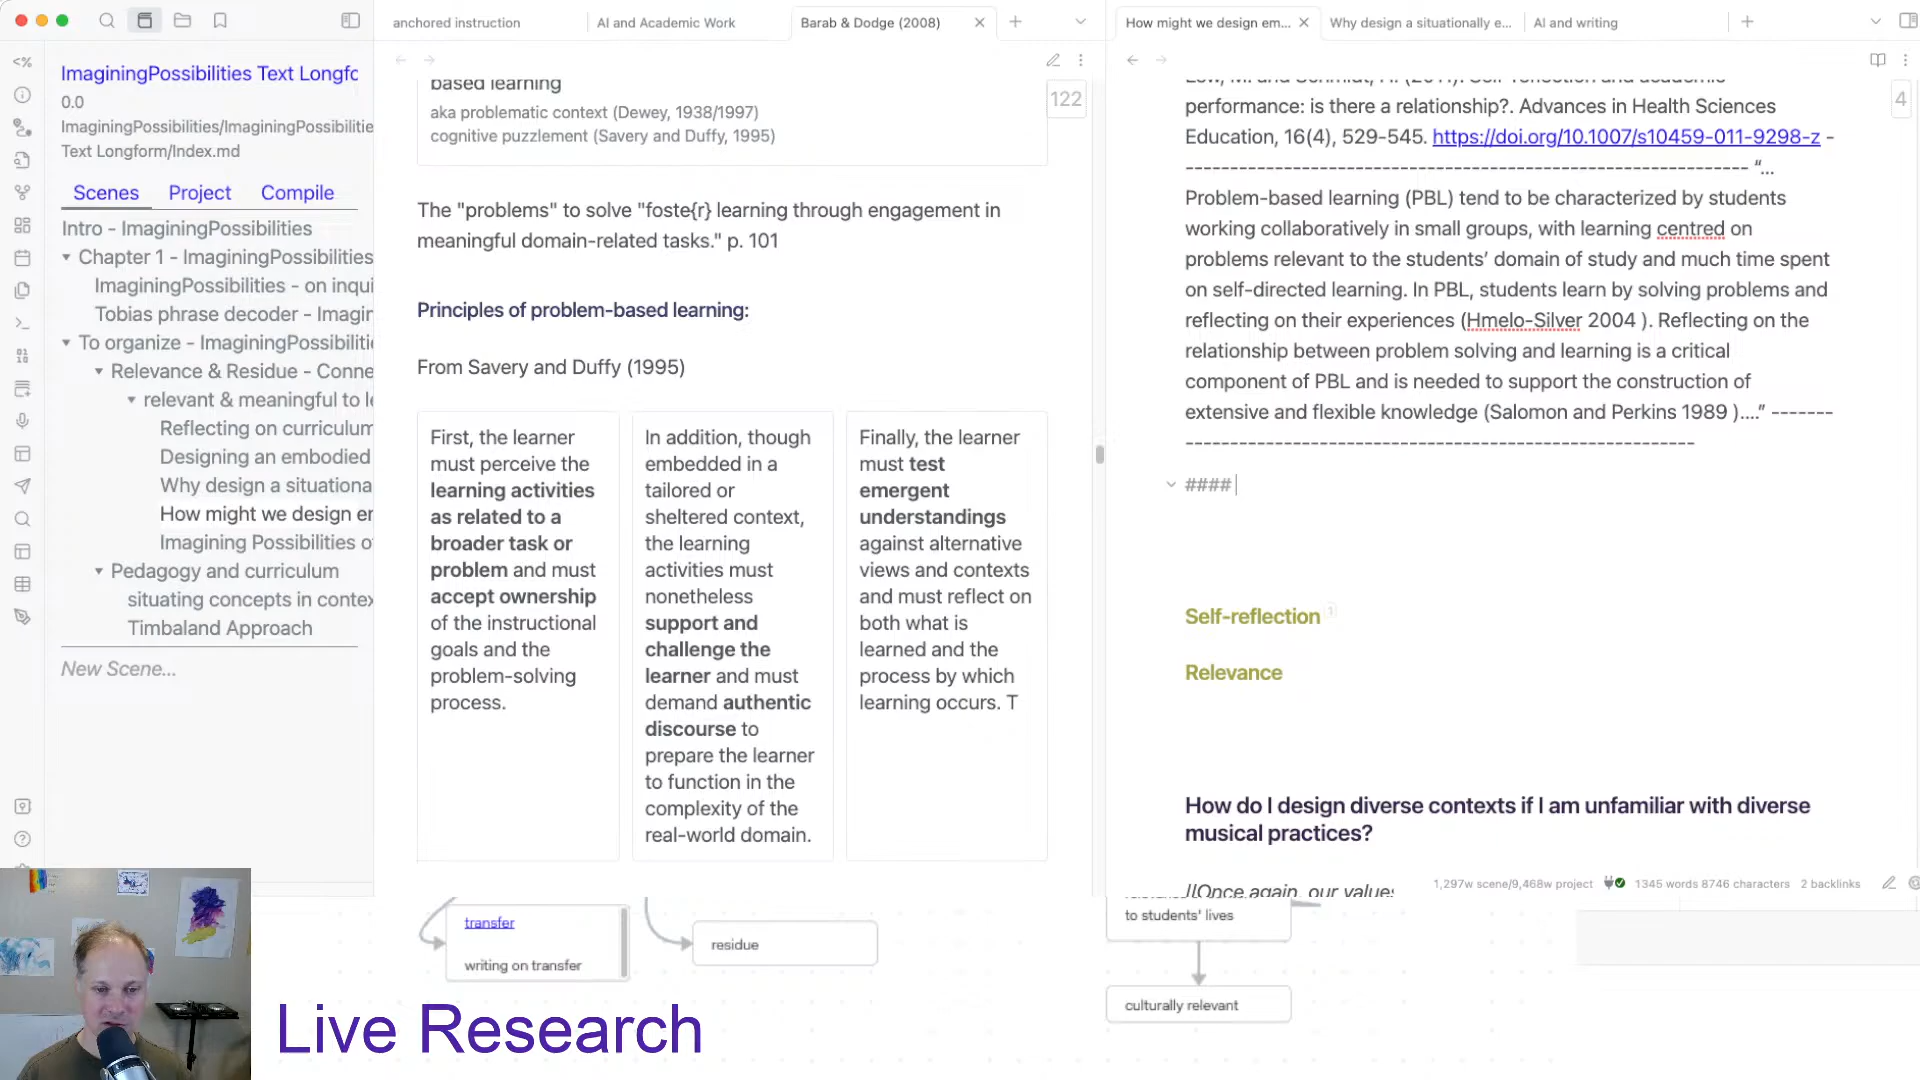 anchored instruction
AI and Academic Work
Barab & Dodge (2008)
How might we design em...
Why design a situationally e...
AI and writing
ImaginingPossibilities Text Longfo
0.0
ImaginingPossibilities/ImaginingPossibilitie
Text Longform/Index.md
Scenes
Project
Compile
Intro - ImaginingPossibilities
Chapter 1 - ImaginingPossibilities
ImaginingPossibilities - on inqui
Tobias phrase decoder - Imagin
To organize - ImaginingPossibiliti
Relevance & Residue - Conne
relevant & meaningful to le
Reflecting on curriculum
Designing an embodied
Why design a situationa
How might we design em
Imagining Possibilities o
Pedagogy and curriculum
situating concepts in contex
Timbaland Approach
New Scene...
based learning
aka problematic context (Dewey, 1938/1997)
cognitive puzzlement (Savery and Duffy, 1995)
122
The "problems" to solve "foste{r} learning through engagement in
meaningful domain-related tasks." p. 101
Principles of problem-based learning:
From Savery and Duffy (1995)
First, the learner
must perceive the
learning activities
as related to a
broader task or
problem and must
accept ownership
of the instructional
goals and the
problem-solving
process.
In addition, though
embedded in a
tailored or
sheltered context,
the learning
activities must
nonetheless
support and
challenge the
learner and must
demand authentic
discourse to
prepare the learner
to function in the
complexity of the
real-world domain.
Finally, the learner
must test
emergent
understandings
against alternative
views and contexts
and must reflect on
both what is
learned and the
process by which
learning occurs. T
4
performance: is there a relationship?. Advances in Health Sciences
Education, 16(4), 529-545. https://doi.org/10.1007/s10459-011-9298-z -
---------------------------------------------------------------- “...
Problem-based learning (PBL) tend to be characterized by students
working collaboratively in small groups, with learning centred on
problems relevant to the students’ domain of study and much time spent
on self-directed learning. In PBL, students learn by solving problems and
reflecting on their experiences (Hmelo-Silver 2004 ). Reflecting on the
relationship between problem solving and learning is a critical
component of PBL and is needed to support the construction of
extensive and flexible knowledge (Salomon and Perkins 1989 )....” -------
----------------------------------------------------------
####
Self-reflection 1
Relevance
How do I design diverse contexts if I am unfamiliar with diverse
musical practices?
[[Once again, our values
1,297w scene/9,468w project
1345 words 8746 characters
2 backlinks
transfer
writing on transfer
residue
to students' lives
culturally relevant
Live Research